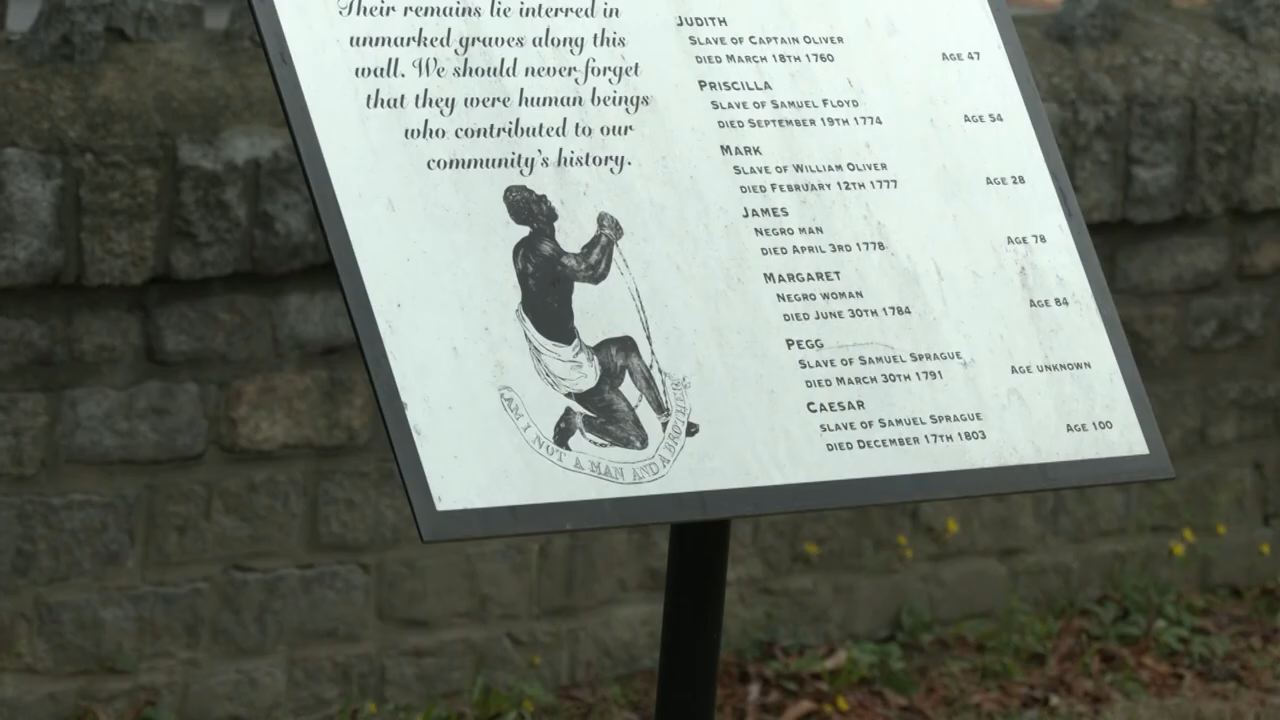 Their remains lie interred in
unmarked graves along this
wall. We should never forget
that they were human beings
who contributed to our
community's history.
AM I NOT A MAN AND A BROTHER
JUDITH
SLAVE OF CAPTAIN OLIVER
DIED MARCH 18TH 1760 AGE 47
PRISCILLA
SLAVE OF SAMUEL FLOYD
DIED SEPTEMBER 19TH 1774 AGE 54
MARK
SLAVE OF WILLIAM OLIVER
DIED FEBRUARY 12TH 1777 AGE 28
JAMES
NEGRO MAN
DIED APRIL 3RD 1778 AGE 78
MARGARET
NEGRO WOMAN
DIED JUNE 30TH 1784 AGE 84
PEGG
SLAVE OF SAMUEL SPRAGUE
DIED MARCH 30TH 1791 AGE UNKNOWN
CAESAR
SLAVE OF SAMUEL SPRAGUE
DIED DECEMBER 17TH 1803 AGE 100